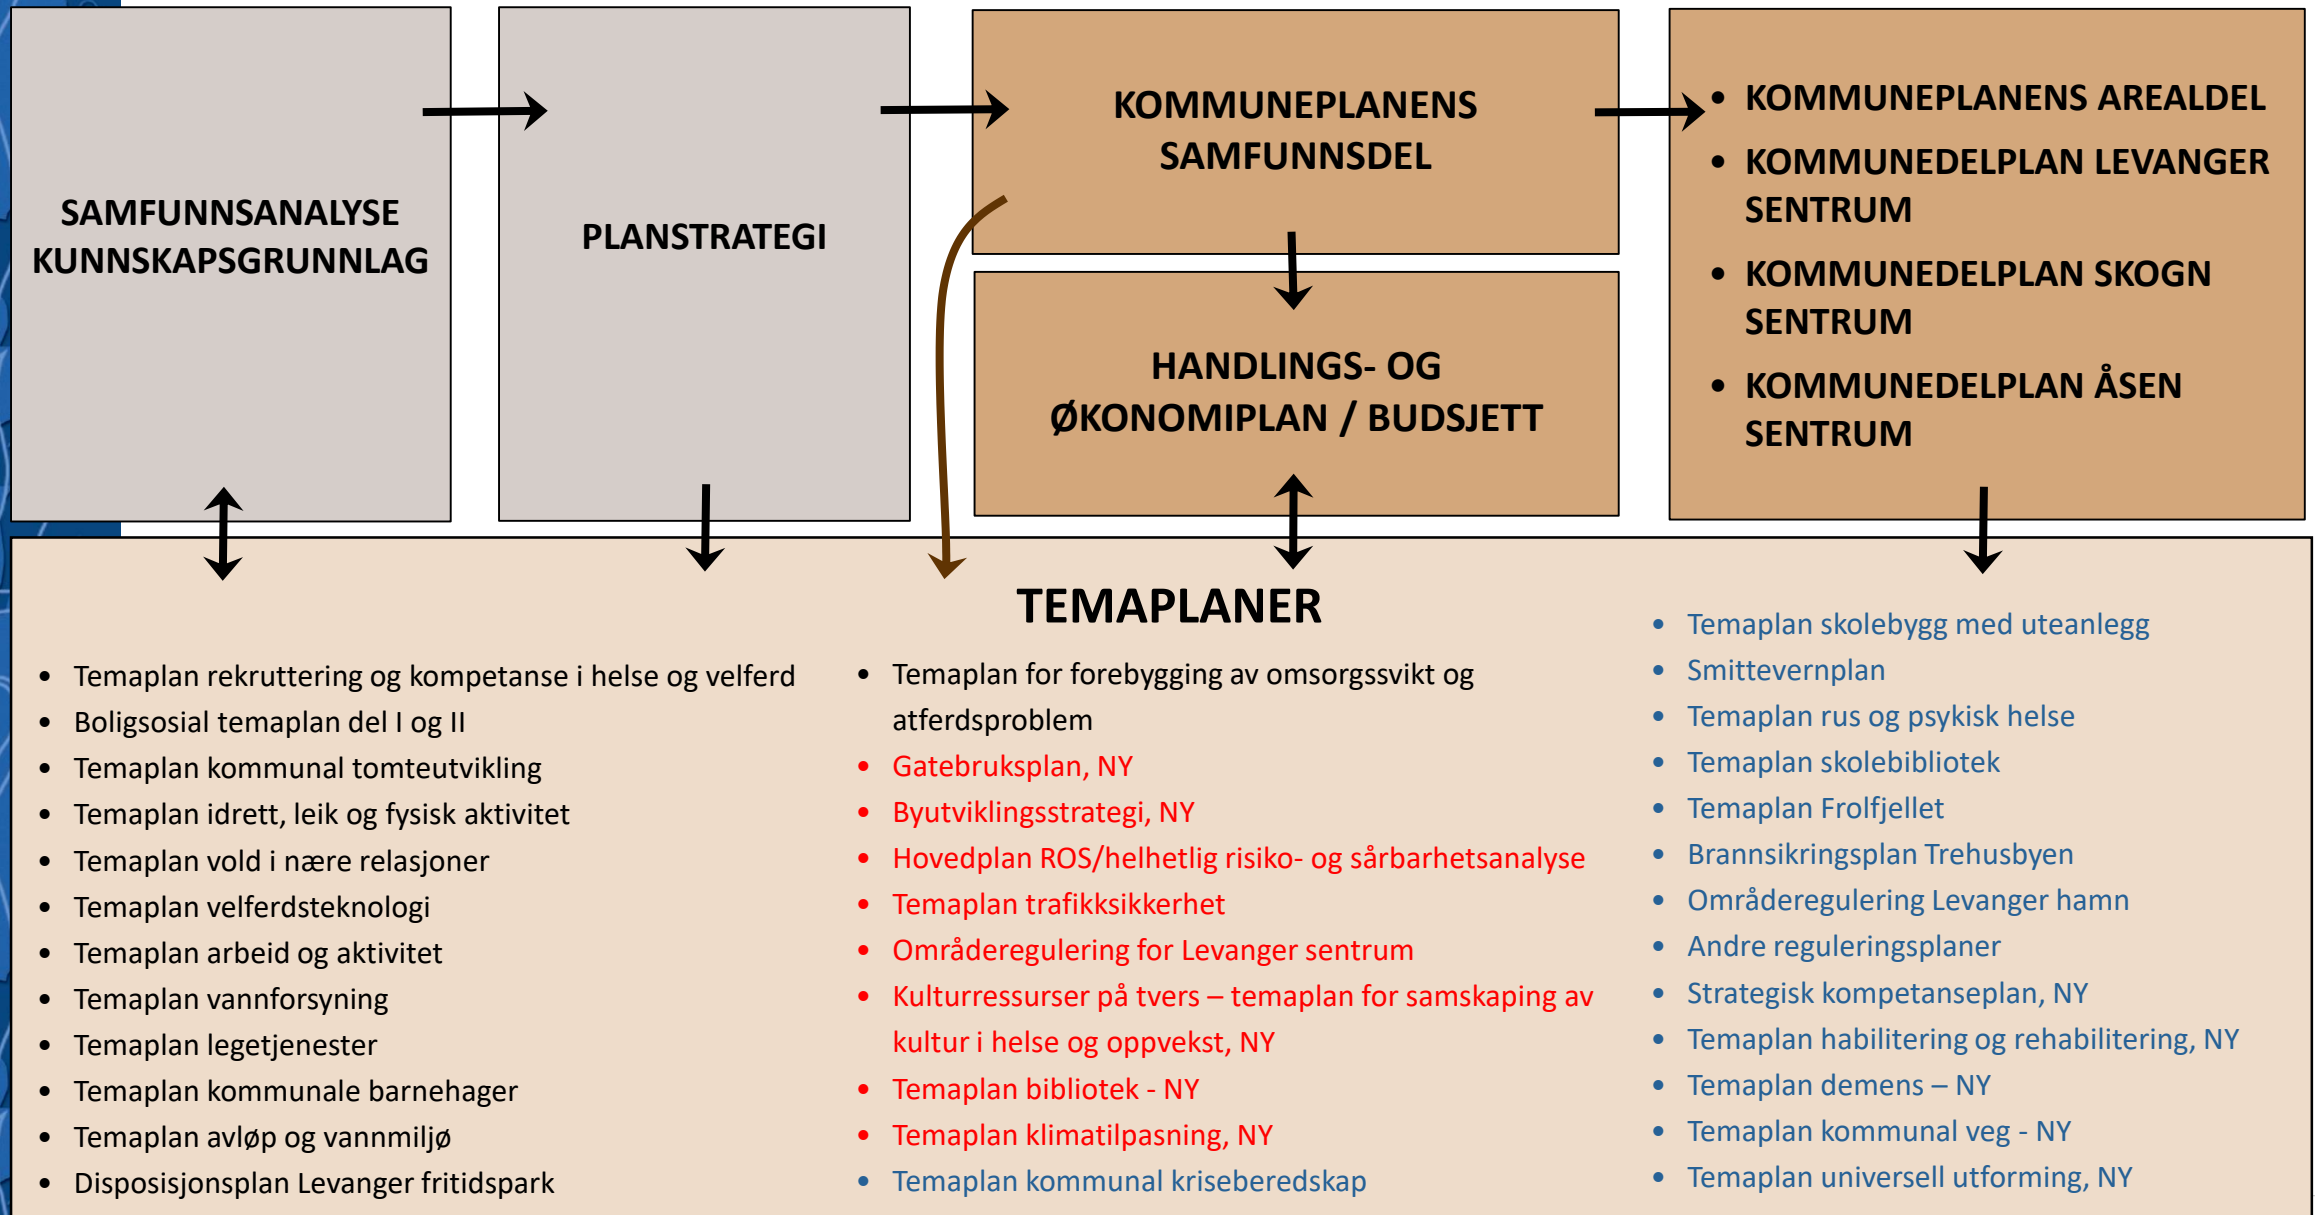 SAMFUNNSANALYSE
KUNNSKAPSGRUNNLAG
PLANSTRATEGI
KOMMUNEPLANENS
SAMFUNNSDEL
HANDLINGS- OG
ØKONOMIPLAN / BUDSJETT
• KOMMUNEPLANENS AREALDEL
• KOMMUNEDELPLAN LEVANGER
SENTRUM
• KOMMUNEDELPLAN SKOGN
SENTRUM
• KOMMUNEDELPLAN ÅSEN
SENTRUM
TEMAPLANER
• Temaplan rekruttering og kompetanse i helse og velferd
• Boligsosial temaplan del I og II
• Temaplan kommunal tomteutvikling
• Temaplan idrett, leik og fysisk aktivitet
• Temaplan vold i nære relasjoner
• Temaplan velferdsteknologi
• Temaplan arbeid og aktivitet
• Temaplan vannforsyning
• Temaplan legetjenester
• Temaplan kommunale barnehager
• Temaplan avløp og vannmiljø
• Disposisjonsplan Levanger fritidspark
• Temaplan for forebygging av omsorgssvikt og
atferdsproblem
• Gatebruksplan, NY
• Byutviklingsstrategi, NY
• Hovedplan ROS/helhetlig risiko- og sårbarhetsanalyse
• Temaplan trafikksikkerhet
• Områderegulering for Levanger sentrum
• Kulturressurser på tvers – temaplan for samskaping av
kultur i helse og oppvekst, NY
• Temaplan bibliotek - NY
• Temaplan klimatilpasning, NY
• Temaplan kommunal kriseberedskap
• Temaplan skolebygg med uteanlegg
• Smittevernplan
• Temaplan rus og psykisk helse
• Temaplan skolebibliotek
• Temaplan Frolfjellet
• Brannsikringsplan Trehusbyen
• Områderegulering Levanger hamn
• Andre reguleringsplaner
• Strategisk kompetanseplan, NY
• Temaplan habilitering og rehabilitering, NY
• Temaplan demens – NY
• Temaplan kommunal veg - NY
• Temaplan universell utforming, NY